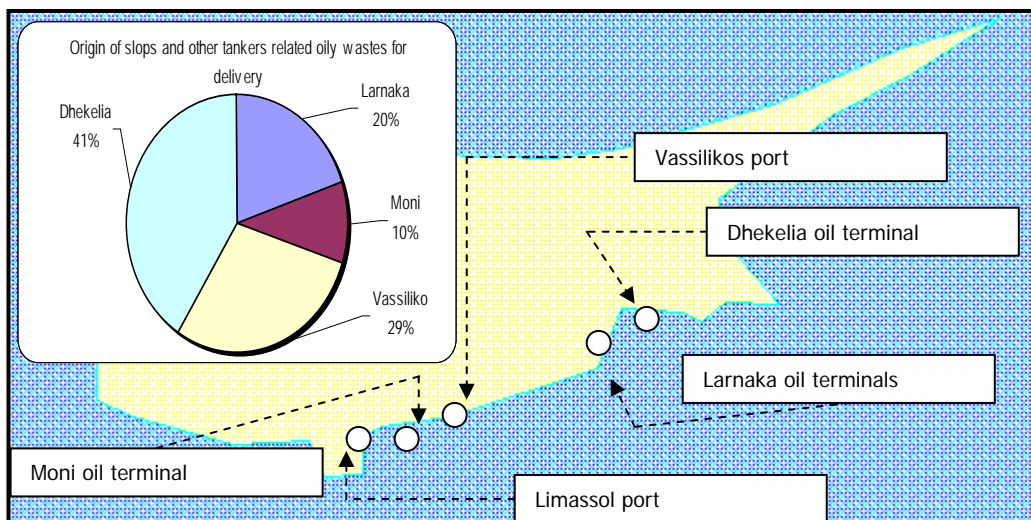 Origin of slops and other tankers related oily wastes for
delivery
Larnaka
20%
Dhekelia
41%
Moni
10%
Vassiliko
29%
Vassilikos port
Dhekelia oil terminal
Larnaka oil terminals
Moni oil terminal
Limassol port